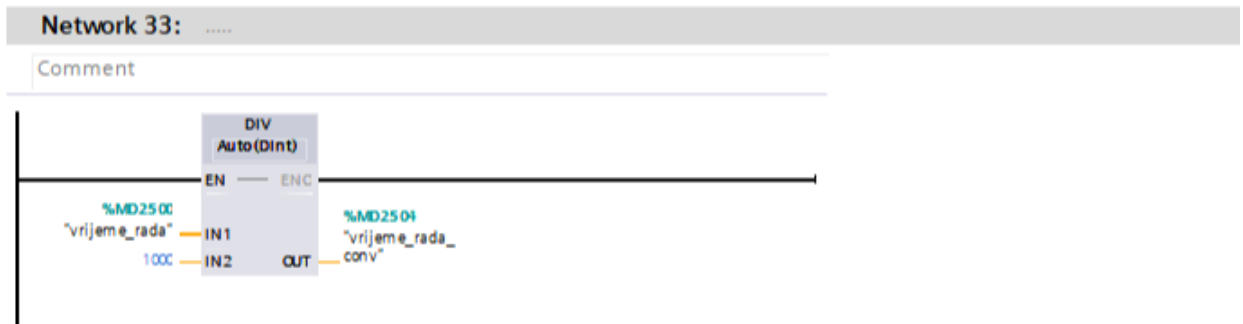 Network 33: .....
Comment
DIV
Auto (DInt)
EN ENO
%MD2500
"vrijeme_rada" IN1
1000 IN2
OUT
%MD2504
"vrijeme_rada_
conv"